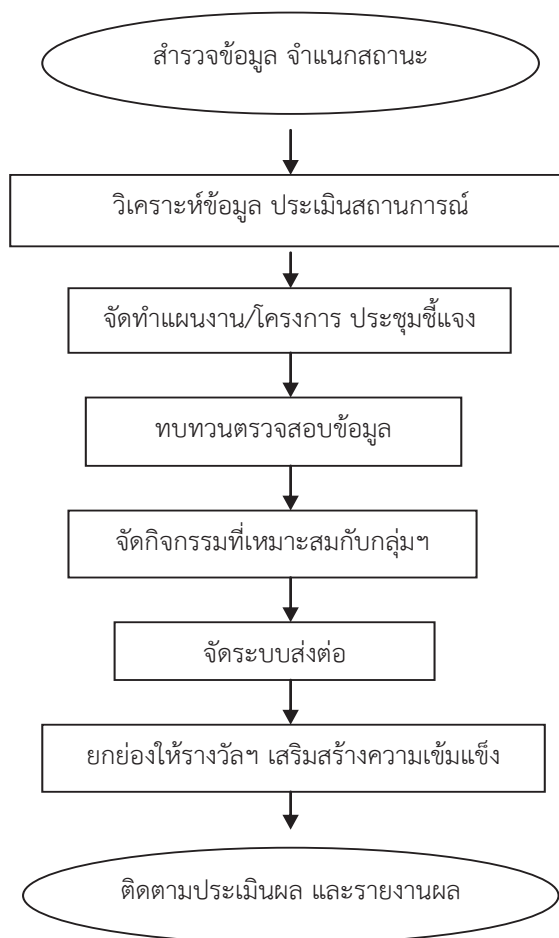 สำรวจข้อมูล จำแนกสถานะ
วิเคราะห์ข้อมูล ประเมินสถานการณ์
จัดทำแผนงาน/โครงการ ประชุมชี้แจง
ทบทวนตรวจสอบข้อมูล
จัดกิจกรรมที่เหมาะสมกับกลุ่มฯ
จัดระบบส่งต่อ
ยกย่องให้รางวัลฯ เสริมสร้างความเข้มแข็ง
ติดตามประเมินผล และรายงานผล